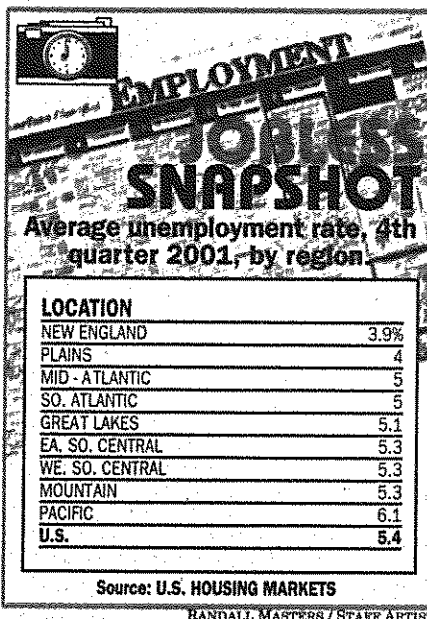 EMPLOYMENT
JOBLESS
SNAPSHOT
Average unemployment rate, 4th
quarter 2001, by region.
LOCATION
NEW ENGLAND 3.9%
PLAINS 4
MID - ATLANTIC 5
SO. ATLANTIC 5
GREAT LAKES 5.1
EA. SO. CENTRAL 5.3
WE. SO. CENTRAL 5.3
MOUNTAIN 5.3
PACIFIC 6.1
U.S. 5.4
Source: U.S. HOUSING MARKETS
RANDALL MASTERS / STAFF ARTIST